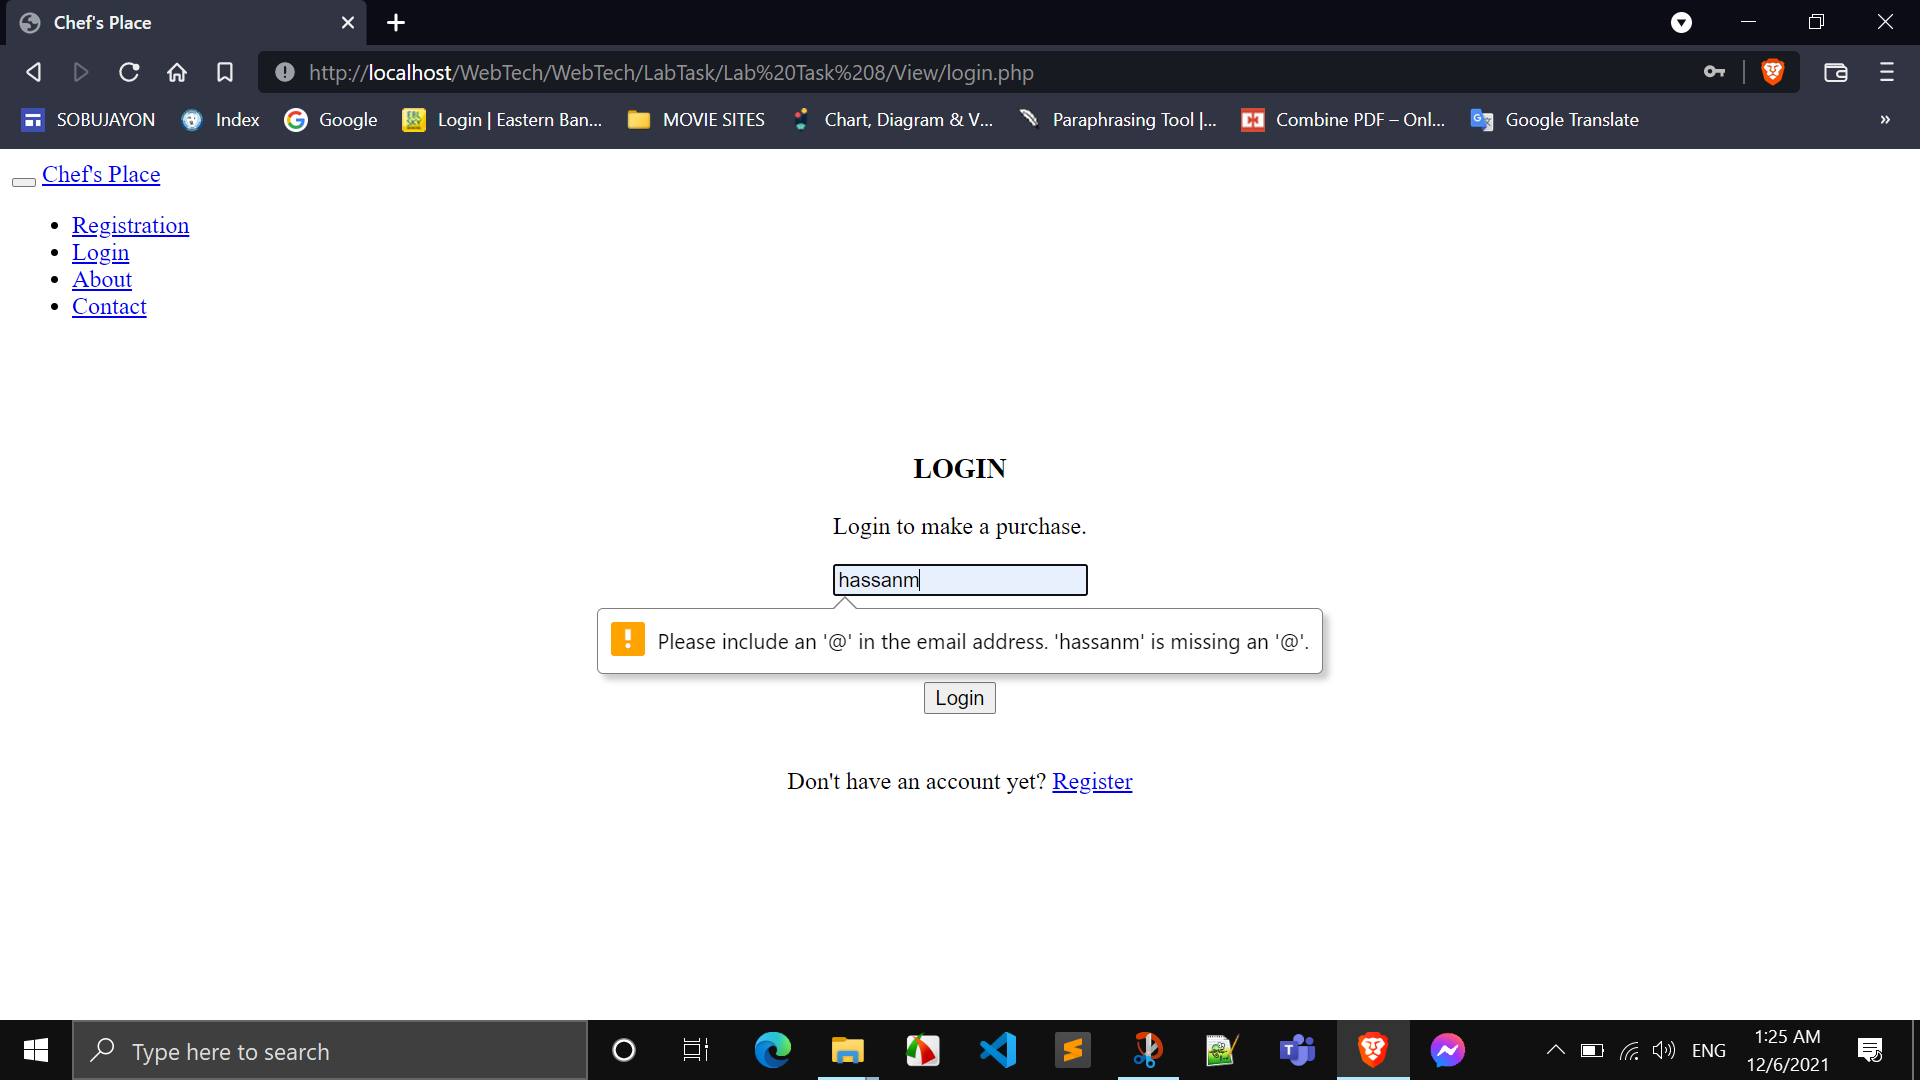 Chef's Place
http://localhost/WebTech/WebTech/LabTask/Lab%20Task%208/View/login.php
SOBUJAYON Index Google Login | Eastern Ban... MOVIE SITES Chart, Diagram & V... Paraphrasing Tool |... Combine PDF – Onl... Google Translate »
Chef's Place
Registration
Login
About
Contact
LOGIN
Login to make a purchase.
hassanm
Please include an '@' in the email address. 'hassanm' is missing an '@'.
Login
Don't have an account yet? Register
Type here to search
ENG
1:25 AM
12/6/2021